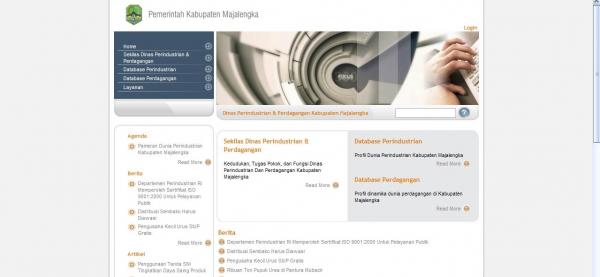 Pemerintah Kabupaten Majalengka
Login
Home
Sekilas Dinas Perindustrian &
Perdagangan
Database Perindustrian
Database Perdagangan
Layanan
Dinas Perindustrian & Perdagangan Kabupaten Majalengka
?
Agenda
Pameran Dunia Perindustrian
Kabupaten Majalengka
Read More
Berita
Departemen Perindustrian RI
Memperoleh Sertifikat ISO
9001:2000 Untuk Pelayanan
Publik
Distribusi Sembako Harus
Diawasi
Pengusaha Kecil Urus SIUP
Gratis
Read More
Artikel
Penggunaan Tanda SNI
Tingkatkan Daya Saing Produk
Sekilas Dinas Perindustrian &
Perdagangan
Kedudukan, Tugas Pokok, dan Fungsi Dinas
Perindustrian Dan Perdagangan Kabupaten
Majalengka
Read More
Database Perindustrian
Profil Dunia Perindustrian Kabupaten Majalengka
Read More
Database Perdagangan
Profil dinamika dunia perdagangan di Kabupaten
Majalengka
Read More
Berita
Departemen Perindustrian RI Memperoleh Sertifikat ISO 9001:2000 Untuk Pelayanan Publik
Distribusi Sembako Harus Diawasi
Pengusaha Kecil Urus SIUP Gratis
Ribuan Ton Pupuk Urea di Pantura Mubazir